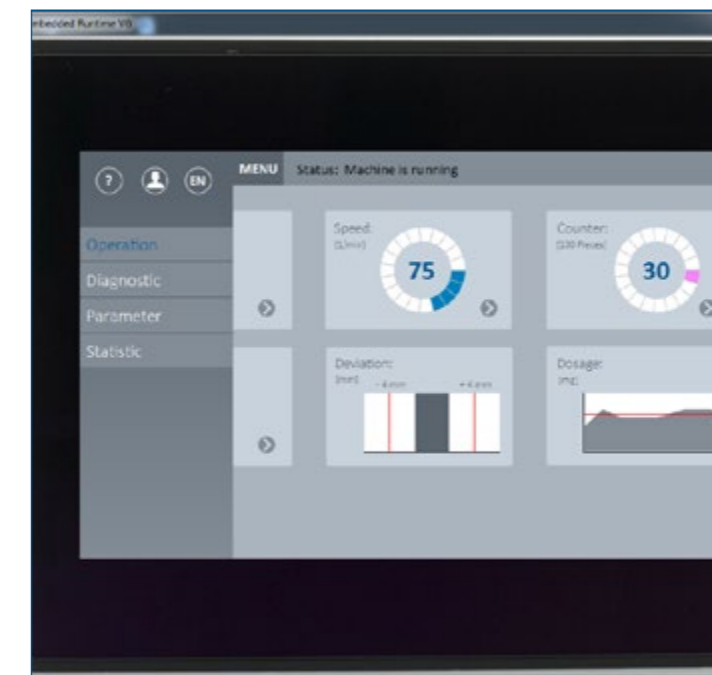 Embedded Runtime V8
? EN
MENU Status: Machine is running
Operation
Diagnostic
Parameter
Statistic
Speed:
[1/min]
75
Counter:
[100 Pieces]
30
Deviation:
[mm]
- 4 mm + 4 mm
Dosage:
[mg]